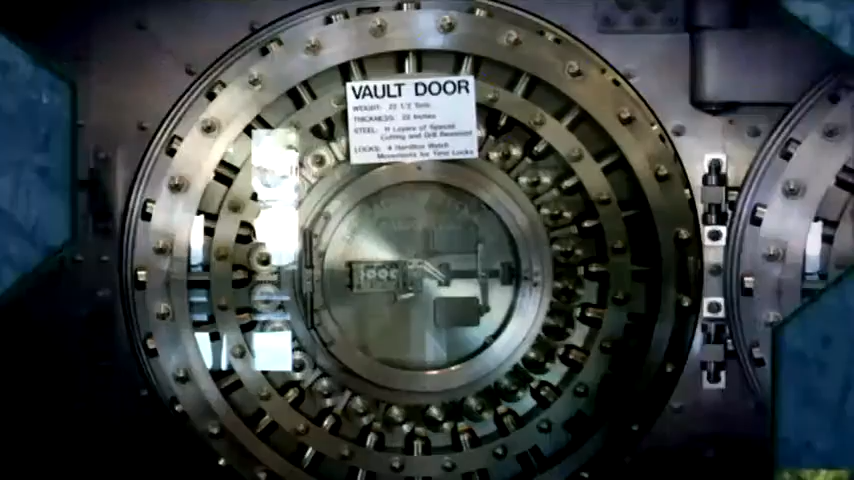 VAULT DOOR
WEIGHT: 22 1/2 Tons
THICKNESS: 22 Inches
STEEL: 11 Layers of Special
Cutting and Drill Resistant
LOCKS: 4 Hamilton Watch
Movements for Time Locks